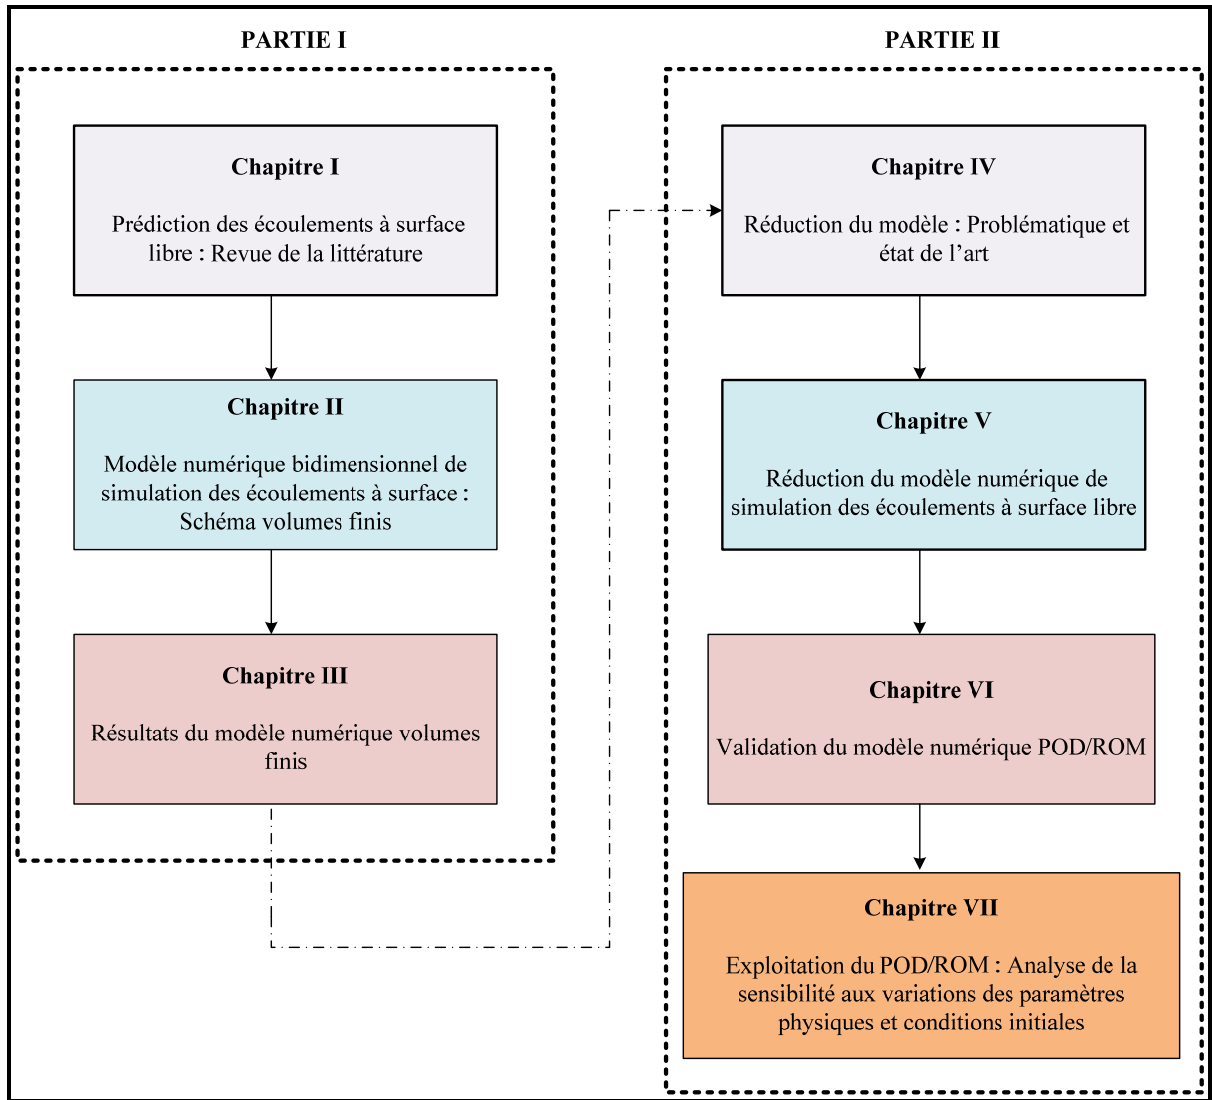 PARTIE I
Chapitre I
Prédiction des écoulements à surface
libre : Revue de la littérature
Chapitre II
Modèle numérique bidimensionnel de
simulation des écoulements à surface :
Schéma volumes finis
Chapitre III
Résultats du modèle numérique volumes
finis
PARTIE II
Chapitre IV
Réduction du modèle : Problématique et
état de l’art
Chapitre V
Réduction du modèle numérique de
simulation des écoulements à surface libre
Chapitre VI
Validation du modèle numérique POD/ROM
Chapitre VII
Exploitation du POD/ROM : Analyse de la
sensibilité aux variations des paramètres
physiques et conditions initiales